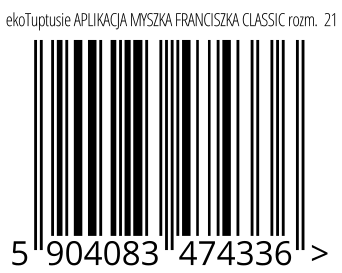 ekoTuptusie APLIKACJA MYSZKA FRANCISZKA CLASSIC rozm. 21
5 904083 474336 >